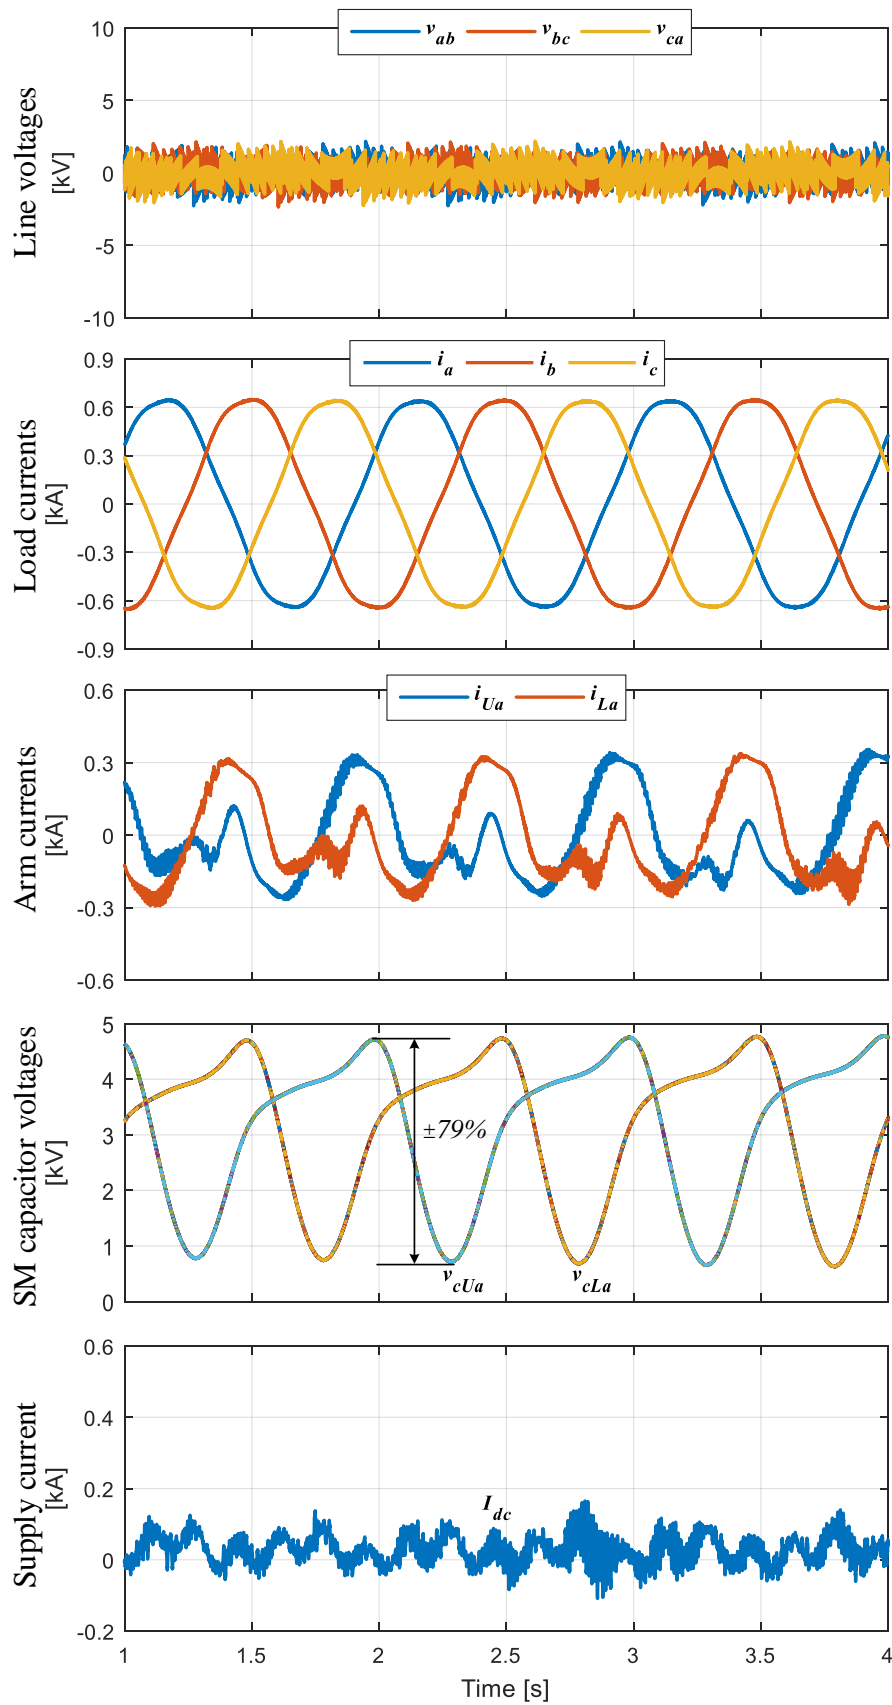 v_ab v_bc v_ca
Line voltages
[kV]
10
5
0
-5
-10
i_a i_b i_c
Load currents
[kA]
0.9
0.6
0.3
0
-0.3
-0.6
-0.9
i_Ua i_La
Arm currents
[kA]
0.6
0.3
0
-0.3
-0.6
SM capacitor voltages
[kV]
5
4
3
2
1
0
±79%
v_cUa v_cLa
Supply current
[kA]
0.6
0.4
0.2
0
-0.2
I_dc
1 1.5 2 2.5 3 3.5 4
Time [s]